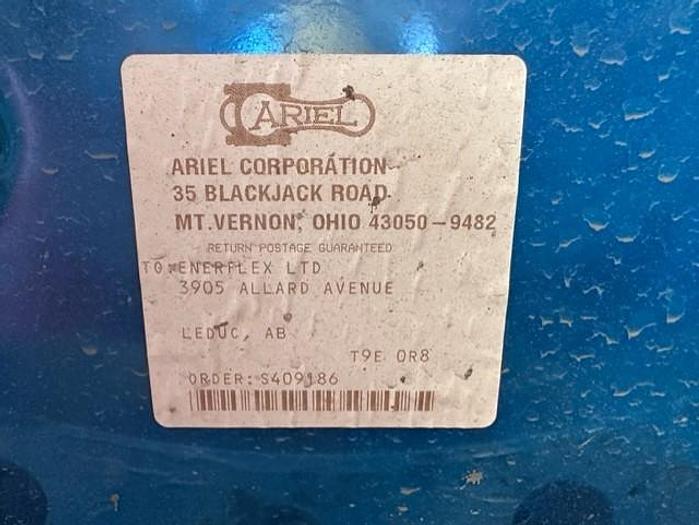 ARIEL
ARIEL CORPORATION
35 BLACKJACK ROAD
MT. VERNON, OHIO 43050-9482
RETURN POSTAGE GUARANTEED
TO: ENERFLEX LTD
3905 ALLARD AVENUE
LEDUC, AB
T9E 0R8
ORDER: S409186